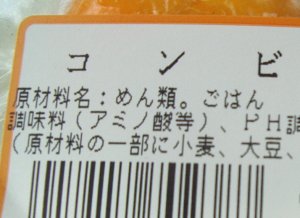 コンビ
原材料名：めん類。ごはん
調味料（アミノ酸等）、ＰＨ調
（原材料の一部に小麦、大豆、